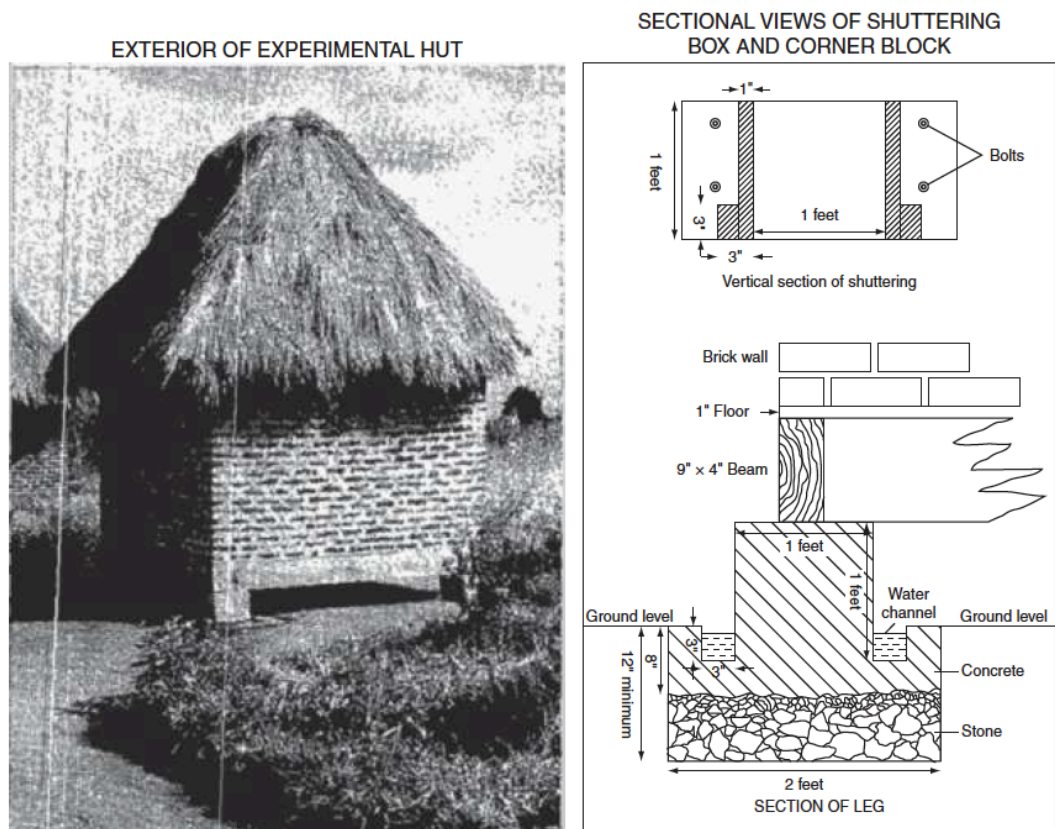 EXTERIOR OF EXPERIMENTAL HUT
SECTIONAL VIEWS OF SHUTTERING
BOX AND CORNER BLOCK
1"
Bolts
1 feet
1 feet
3"
3"
Vertical section of shuttering
Brick wall
1" Floor
9" × 4" Beam
1 feet
1 feet
Water
channel
Ground level
Ground level
3"
8"
12" minimum
3"
Concrete
Stone
2 feet
SECTION OF LEG